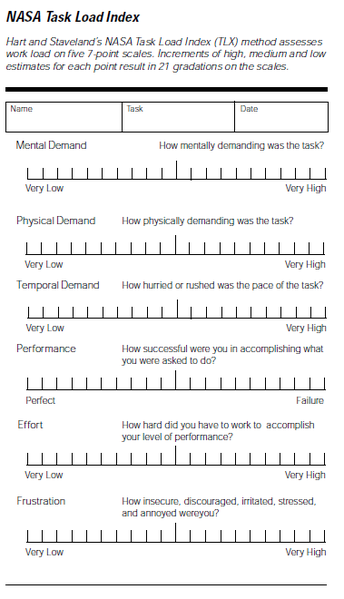 NASA Task Load Index
Hart and Staveland's NASA Task Load Index (TLX) method assesses
work load on five 7-point scales. Increments of high, medium and low
estimates for each point result in 21 gradations on the scales.
Name Task Date
Mental Demand How mentally demanding was the task?
Very Low Very High
Physical Demand How physically demanding was the task?
Very Low Very High
Temporal Demand How hurried or rushed was the pace of the task?
Very Low Very High
Performance How successful were you in accomplishing what
you were asked to do?
Perfect Failure
Effort How hard did you have to work to accomplish
your level of performance?
Very Low Very High
Frustration How insecure, discouraged, irritated, stressed,
and annoyed wereyou?
Very Low Very High